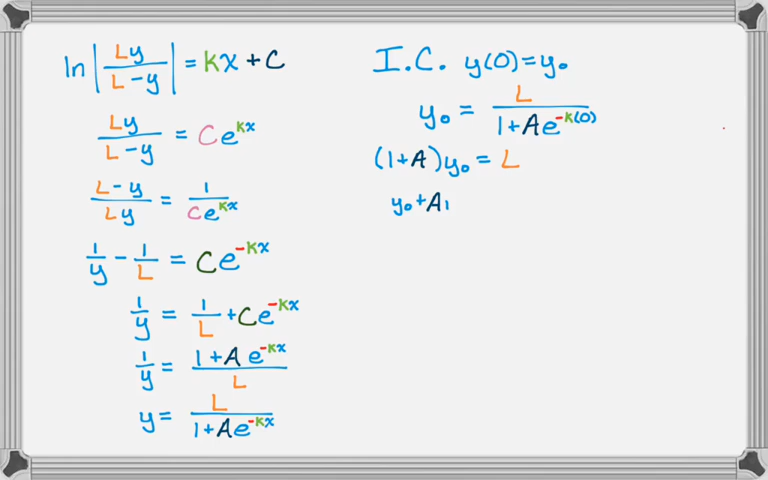 ln|Ly/(L-y)| = kx + C
Ly/(L-y) = Ce^(kx)
(L-y)/(Ly) = 1/(Ce^(kx))
1/y - 1/L = Ce^(-kx)
1/y = 1/L + Ce^(-kx)
1/y = (1+Ae^(-kx))/L
y = L/(1+Ae^(-kx))
I.C. y(0)=y₀
y₀ = L/(1+Ae^(-k(0)))
(1+A)y₀ = L
y₀+A